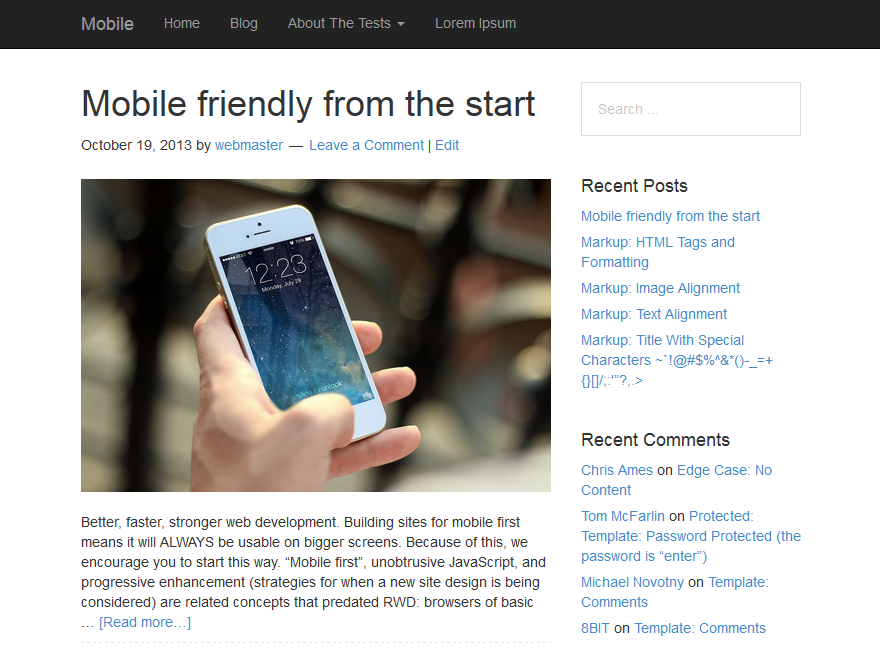 Mobile Home Blog About The Tests Lorem Ipsum
Mobile friendly from the start
October 19, 2013 by webmaster — Leave a Comment | Edit
AT&T 75%
12:23
Monday, July 29
slide to unlock
Better, faster, stronger web development. Building sites for mobile first
means it will ALWAYS be usable on bigger screens. Because of this, we
encourage you to start this way. “Mobile first”, unobtrusive JavaScript, and
progressive enhancement (strategies for when a new site design is being
considered) are related concepts that predated RWD: browsers of basic
… [Read more…]
Search …
Recent Posts
Mobile friendly from the start
Markup: HTML Tags and
Formatting
Markup: Image Alignment
Markup: Text Alignment
Markup: Title With Special
Characters ~`!@#$%^&*()-_=+
{}[]/;:'”?,.>
Recent Comments
Chris Ames on Edge Case: No
Content
Tom McFarlin on Protected:
Template: Password Protected (the
password is “enter”)
Michael Novotny on Template:
Comments
8BIT on Template: Comments